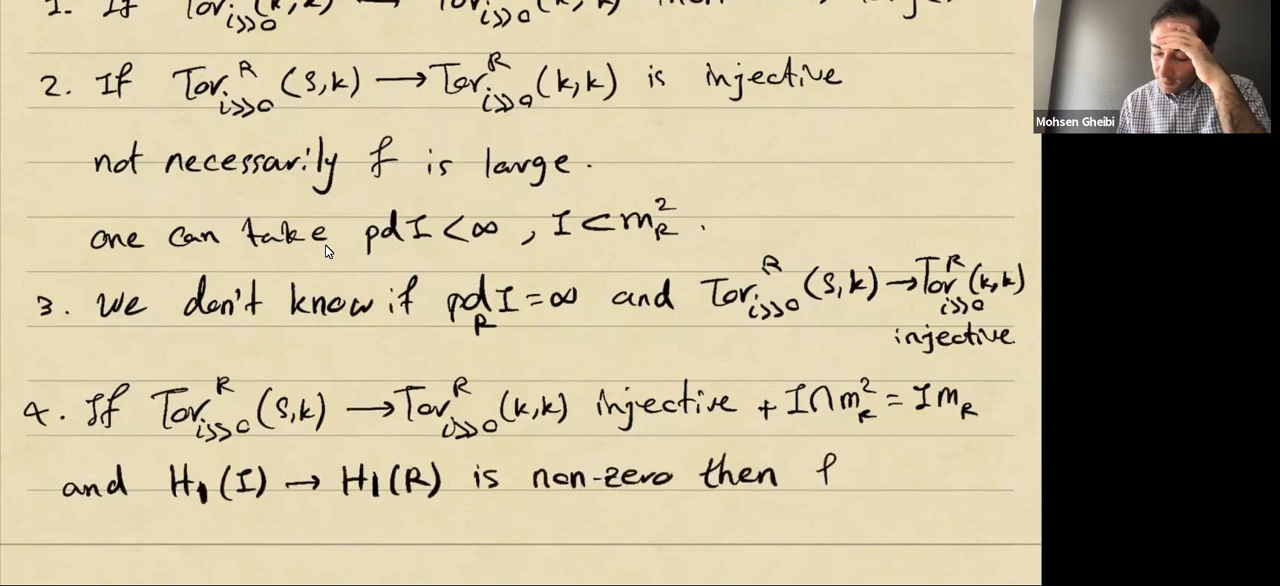 1. If
2. If Tor^R_{i>>0} (S,k) → Tor^R_{i>>0} (k,k) is injective
not necessarily f is large.
one can take pd I < ∞ , I ⊂ m_R^2 .
3. We don't know if pd_R I = ∞ and Tor^R_{i>>0} (S,k) → Tor^R_{i>>0} (k,k)
injective.
4. If Tor^R_{i>>0} (S,k) → Tor^R_{i>>0} (k,k) injective + I ∩ m_R^2 = I m_R
and H_1(I) → H_1(R) is non-zero then f
Mohsen Gheibi